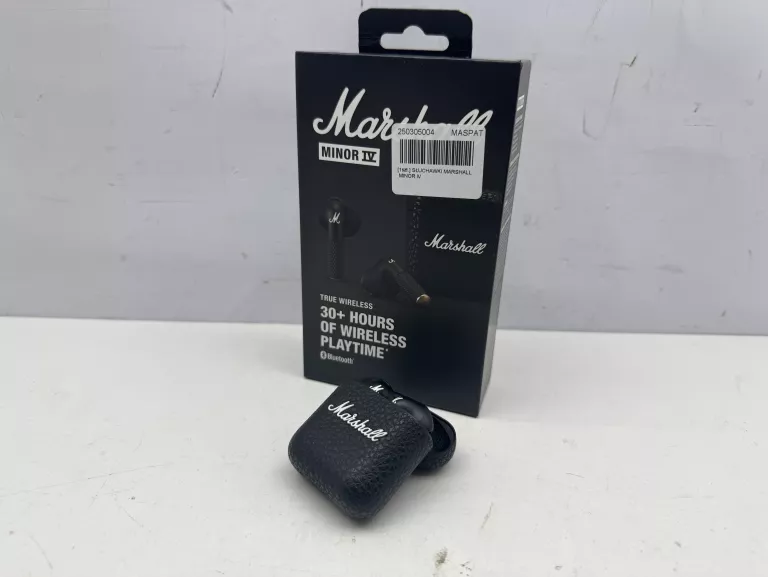 Marshall
MINOR IV
250305004 MASPAT
[1szt.] SŁUCHAWKI MARSHALL
MINOR IV
M
Marshall
TRUE WIRELESS
30+ HOURS
OF WIRELESS
PLAYTIME*
Bluetooth®
M
Marshall